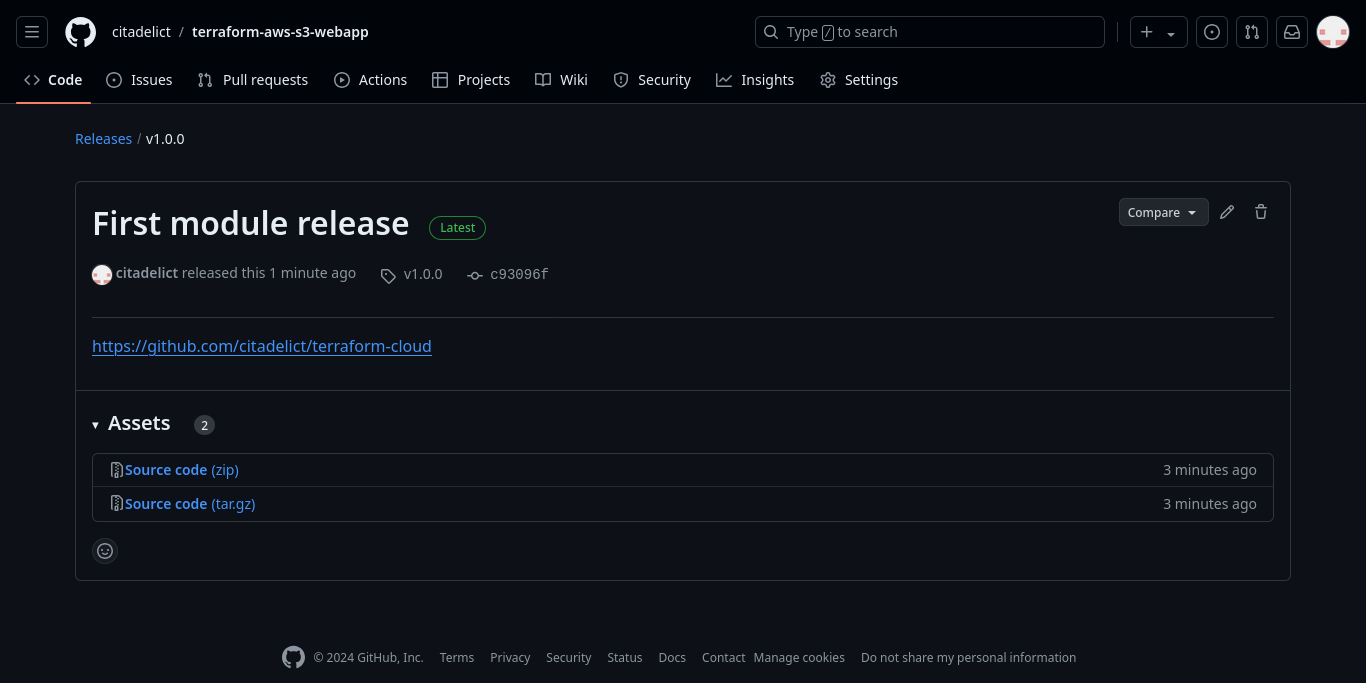 citadelict / terraform-aws-s3-webapp Type / to search
Code Issues Pull requests Actions Projects Wiki Security Insights Settings
Releases / v1.0.0
First module release Latest Compare
citadelict released this 1 minute ago v1.0.0 c93096f
https://github.com/citadelict/terraform-cloud
Assets 2
Source code (zip) 3 minutes ago
Source code (tar.gz) 3 minutes ago
© 2024 GitHub, Inc. Terms Privacy Security Status Docs Contact Manage cookies Do not share my personal information